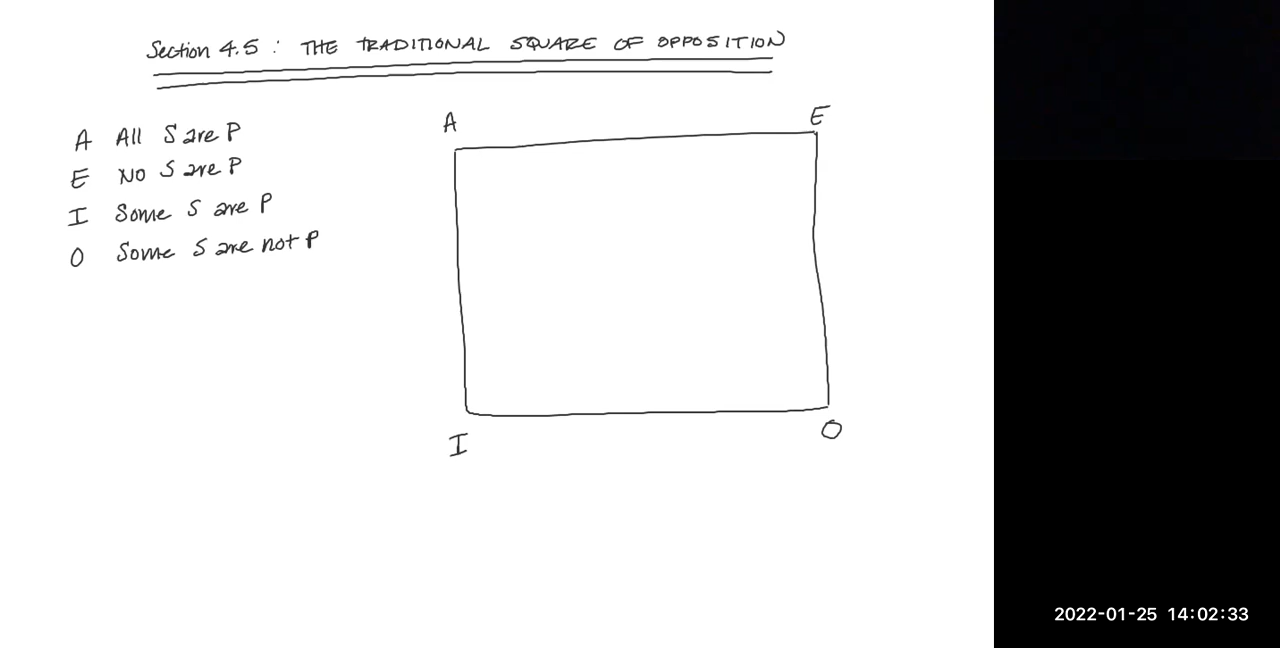 Section 4.5 : THE TRADITIONAL SQUARE OF OPPOSITION
A All S are P
E No S are P
I Some S are P
O Some S are not P
A E
I O
2022-01-25 14:02:33